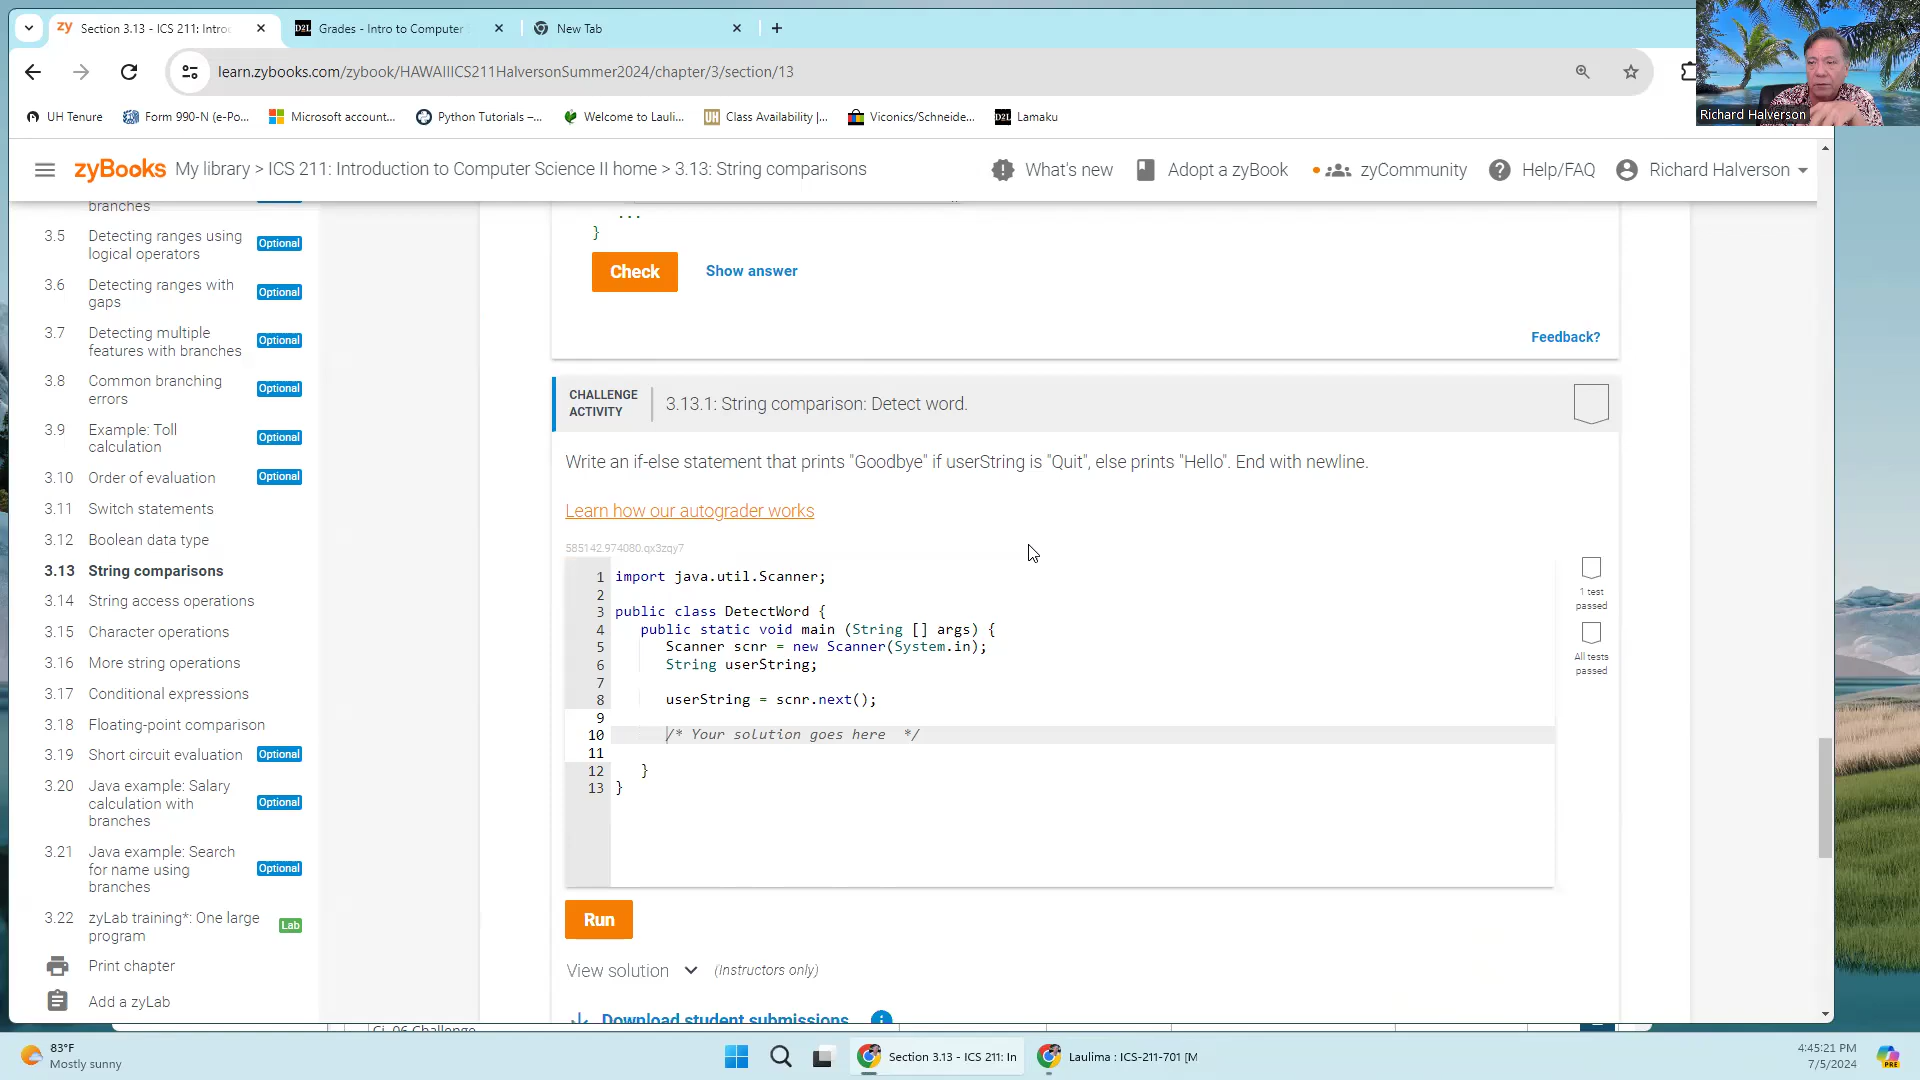 zy Section 3.13 - ICS 211: Intro
D2L Grades - Intro to Computer
New Tab
learn.zybooks.com/zybook/HAWAIIICS211HalversonSummer2024/chapter/3/section/13
UH Tenure
Form 990-N (e-Po...
Microsoft account...
Python Tutorials –...
Welcome to Lauli...
Class Availability |...
Viconics/Schneide...
D2L Lamaku
Richard Halverson
zyBooks My library > ICS 211: Introduction to Computer Science II home > 3.13: String comparisons
What's new
Adopt a zyBook
zyCommunity
Help/FAQ
Richard Halverson
branches
3.5 Detecting ranges using logical operators Optional
3.6 Detecting ranges with gaps Optional
3.7 Detecting multiple features with branches Optional
3.8 Common branching errors Optional
3.9 Example: Toll calculation Optional
3.10 Order of evaluation Optional
3.11 Switch statements
3.12 Boolean data type
3.13 String comparisons
3.14 String access operations
3.15 Character operations
3.16 More string operations
3.17 Conditional expressions
3.18 Floating-point comparison
3.19 Short circuit evaluation Optional
3.20 Java example: Salary calculation with branches Optional
3.21 Java example: Search for name using branches Optional
3.22 zyLab training*: One large program Lab
Print chapter
Add a zyLab
...
}
Check
Show answer
Feedback?
CHALLENGE ACTIVITY
3.13.1: String comparison: Detect word.
Write an if-else statement that prints "Goodbye" if userString is "Quit", else prints "Hello". End with newline.
Learn how our autograder works
585142.974080.qx3zqy7
1 import java.util.Scanner;
2
3 public class DetectWord {
4 public static void main (String [] args) {
5 Scanner scnr = new Scanner(System.in);
6 String userString;
7
8 userString = scnr.next();
9
10 /* Your solution goes here */
11
12 }
13 }
1 test passed
All tests passed
Run
View solution
(Instructors only)
Download student submissions
83°F
Mostly sunny
Section 3.13 - ICS 211: In
Laulima : ICS-211-701 [M
4:45:21 PM
7/5/2024
PRE